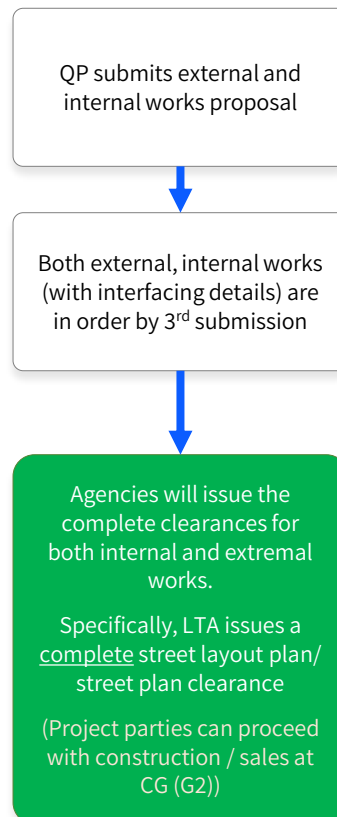 QP submits external and
internal works proposal
Both external, internal works
(with interfacing details) are
in order by 3rd submission
Agencies will issue the
complete clearances for
both internal and extremal
works.
Specifically, LTA issues a
complete street layout plan/
street plan clearance
(Project parties can proceed
with construction / sales at
CG (G2))